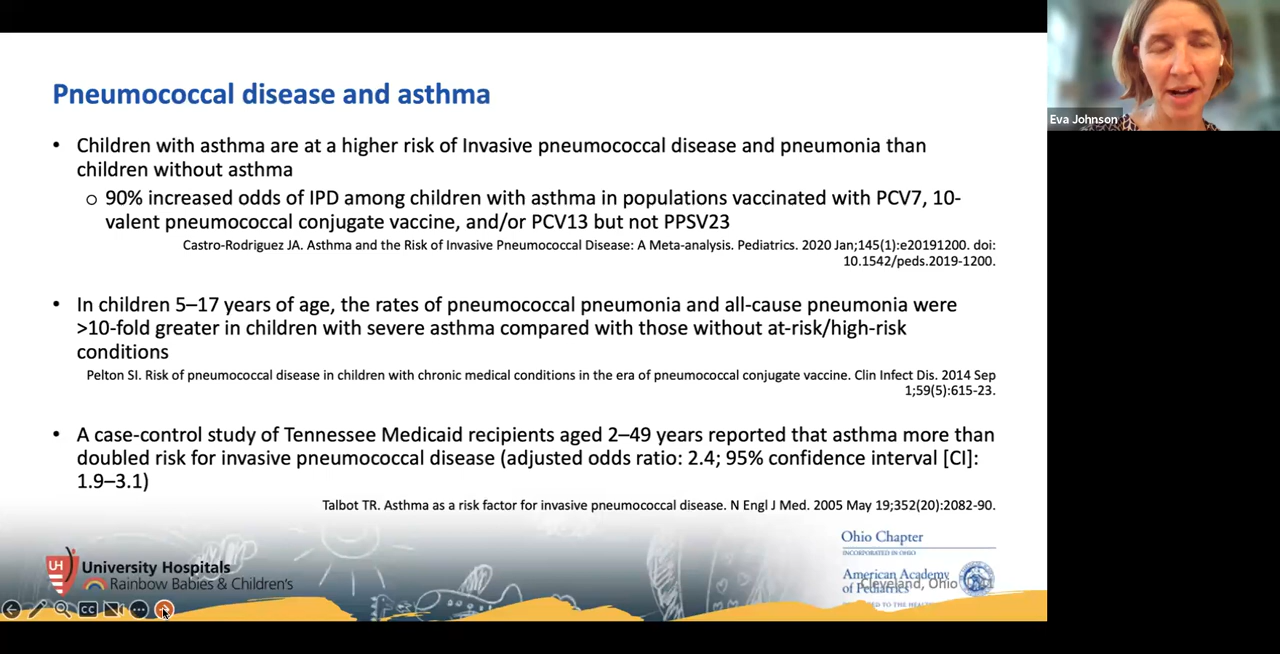 Pneumococcal disease and asthma
• Children with asthma are at a higher risk of Invasive pneumococcal disease and pneumonia than
children without asthma
o 90% increased odds of IPD among children with asthma in populations vaccinated with PCV7, 10-
valent pneumococcal conjugate vaccine, and/or PCV13 but not PPSV23
Castro-Rodriguez JA. Asthma and the Risk of Invasive Pneumococcal Disease: A Meta-analysis. Pediatrics. 2020 Jan;145(1):e20191200. doi:
10.1542/peds.2019-1200.
• In children 5–17 years of age, the rates of pneumococcal pneumonia and all-cause pneumonia were
>10-fold greater in children with severe asthma compared with those without at-risk/high-risk
conditions
Pelton SI. Risk of pneumococcal disease in children with chronic medical conditions in the era of pneumococcal conjugate vaccine. Clin Infect Dis. 2014 Sep
1;59(5):615-23.
• A case-control study of Tennessee Medicaid recipients aged 2–49 years reported that asthma more than
doubled risk for invasive pneumococcal disease (adjusted odds ratio: 2.4; 95% confidence interval [CI]:
1.9–3.1)
Talbot TR. Asthma as a risk factor for invasive pneumococcal disease. N Engl J Med. 2005 May 19;352(20):2082-90.
UH
University Hospitals
Rainbow Babies & Children's
Ohio Chapter
INCORPORATED IN OHIO
American Academy
of Pediatrics
Cleveland, Ohio
CC
Eva Johnson